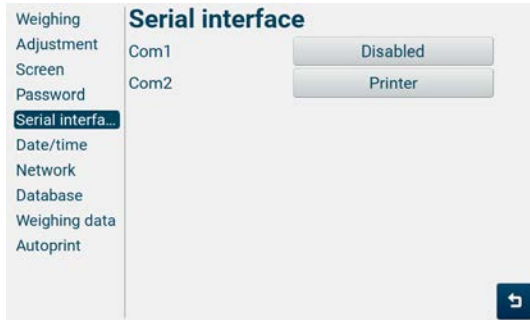 Weighing
Adjustment
Screen
Password
Serial interfa...
Date/time
Network
Database
Weighing data
Autoprint
Serial interface
Com1 Disabled
Com2 Printer